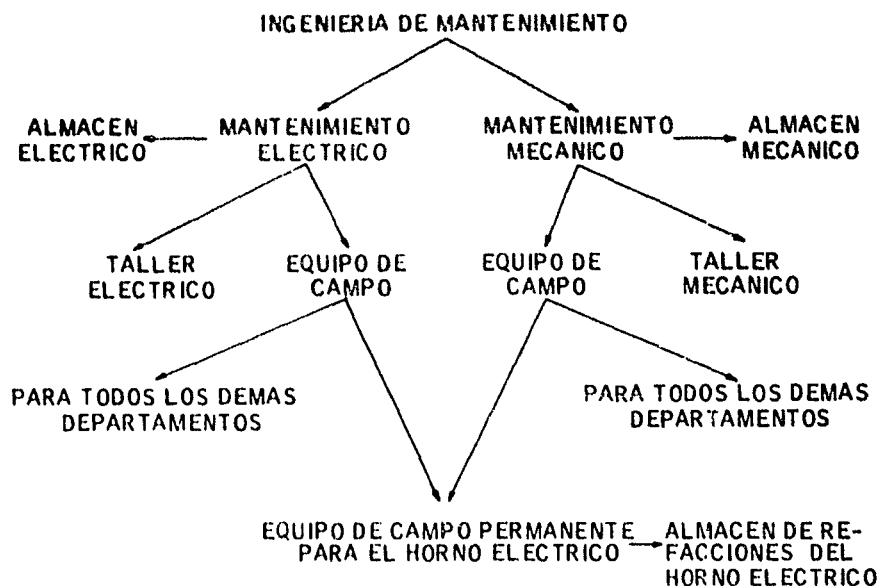 INGENIERIA DE MANTENIMIENTO
ALMACEN
ELECTRICO
MANTENIMIENTO
ELECTRICO
MANTENIMIENTO
MECANICO
ALMACEN
MECANICO
TALLER
ELECTRICO
EQUIPO DE
CAMPO
EQUIPO DE
CAMPO
TALLER
MECANICO
PARA TODOS LOS DEMAS
DEPARTAMENTOS
PARA TODOS LOS DEMAS
DEPARTAMENTOS
EQUIPO DE CAMPO PERMANENTE
PARA EL HORNO ELECTRICO
ALMACEN DE RE-
FACCIONES DEL
HORNO ELECTRICO